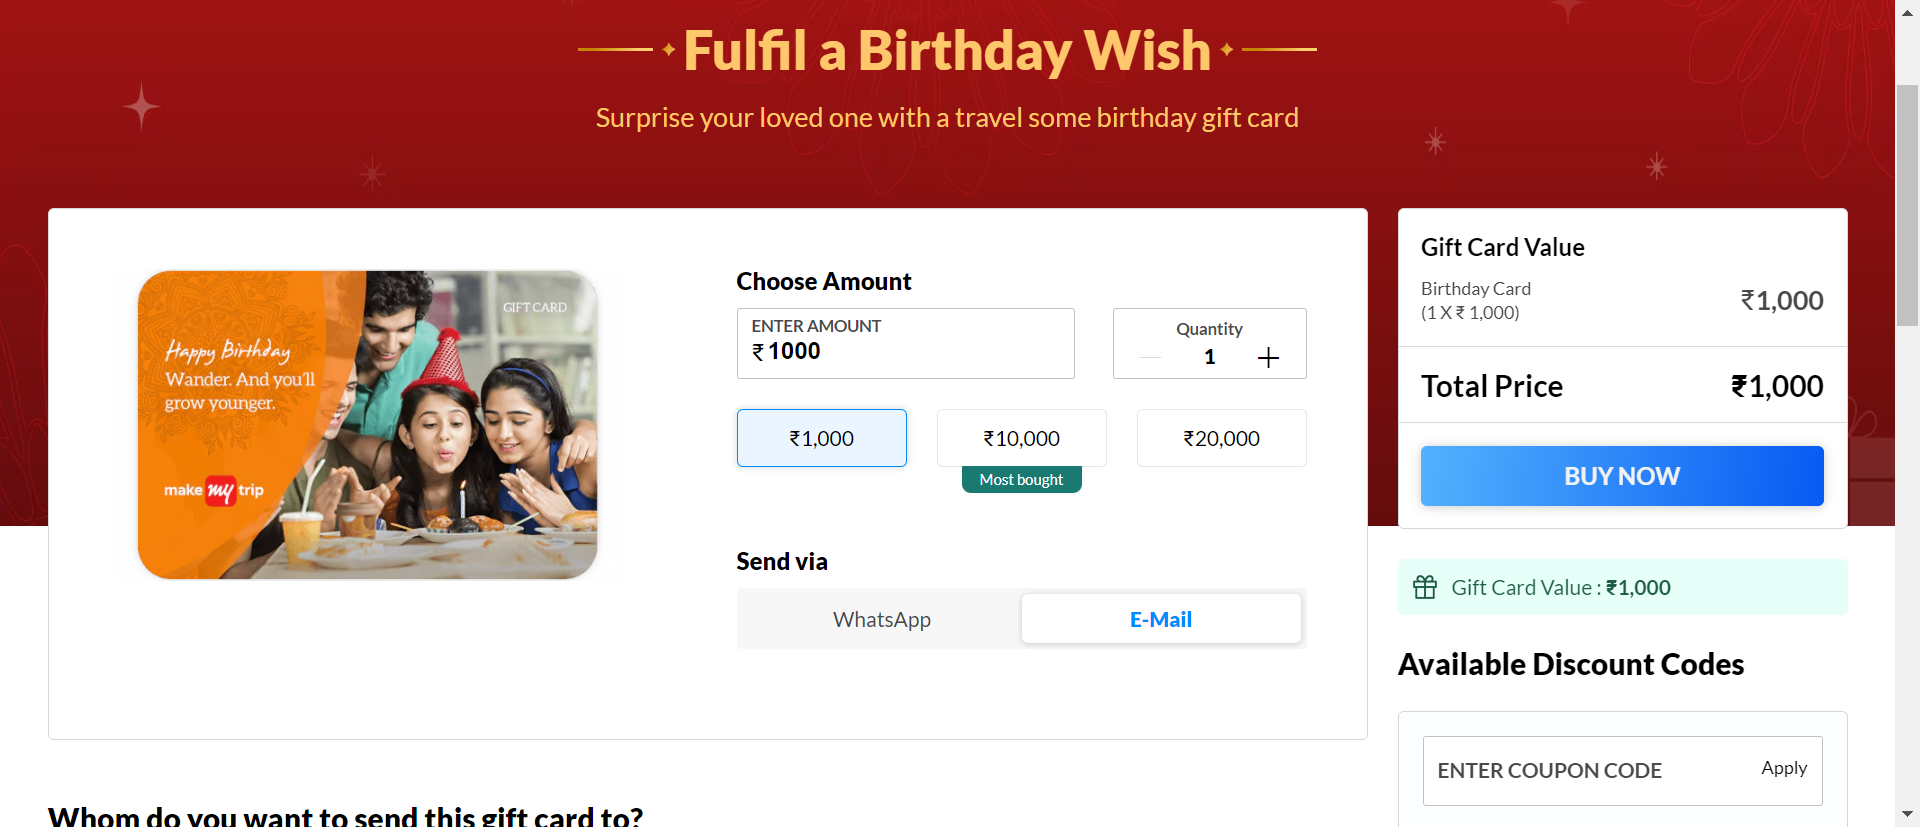 Fulfil a Birthday Wish
Surprise your loved one with a travel some birthday gift card
GIFT CARD
Happy Birthday
Wander. And you'll
grow younger.
make my trip
Choose Amount
ENTER AMOUNT
₹ 1000
Quantity
1
₹1,000
₹10,000
₹20,000
Most bought
Send via
WhatsApp
E-Mail
Gift Card Value
Birthday Card
(1 X ₹ 1,000)
₹1,000
Total Price
₹1,000
BUY NOW
Gift Card Value : ₹1,000
Available Discount Codes
ENTER COUPON CODE
Apply
Whom do you want to send this gift card to?